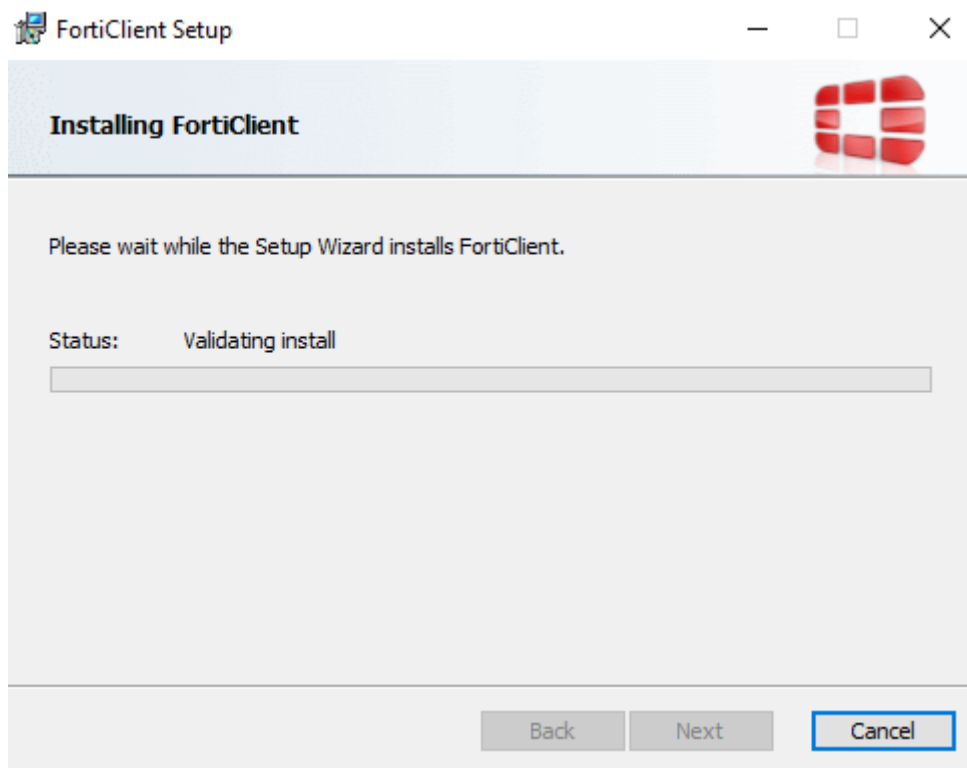 FortiClient Setup
Installing FortiClient
Please wait while the Setup Wizard installs FortiClient.
Status: Validating install
Back Next Cancel